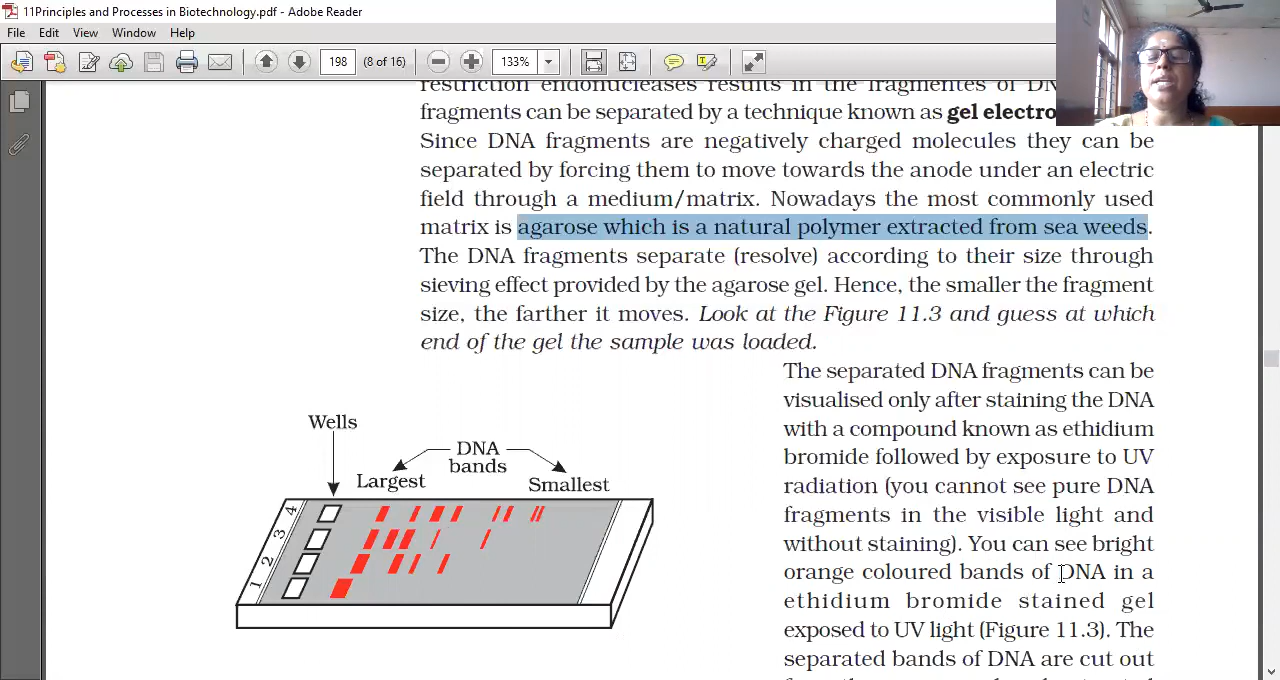 11Principles and Processes in Biotechnology.pdf - Adobe Reader
File Edit View Window Help
198 (8 of 16) 133%
restriction endonucleases results in the fragmentes of
fragments can be separated by a technique known as gel electro
Since DNA fragments are negatively charged molecules they can be
separated by forcing them to move towards the anode under an electric
field through a medium/matrix. Nowadays the most commonly used
matrix is agarose which is a natural polymer extracted from sea weeds.
The DNA fragments separate (resolve) according to their size through
sieving effect provided by the agarose gel. Hence, the smaller the fragment
size, the farther it moves. Look at the Figure 11.3 and guess at which
end of the gel the sample was loaded.
The separated DNA fragments can be
visualised only after staining the DNA
with a compound known as ethidium
bromide followed by exposure to UV
radiation (you cannot see pure DNA
fragments in the visible light and
without staining). You can see bright
orange coloured bands of DNA in a
ethidium bromide stained gel
exposed to UV light (Figure 11.3). The
separated bands of DNA are cut out
Wells
DNA
bands
Largest
Smallest
4
3
2
1